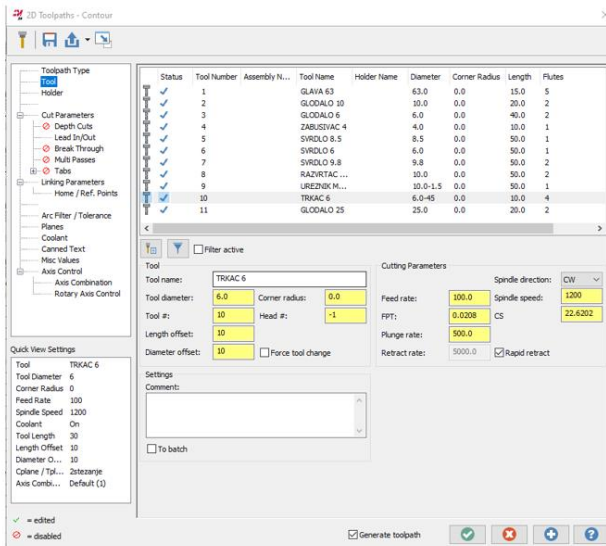 2D Toolpaths - Contour
Toolpath Type
Tool
Holder
Cut Parameters
Depth Cuts
Lead In/Out
Break Through
Multi Passes
Tabs
Linking Parameters
Home / Ref. Points
Arc Filter / Tolerance
Planes
Coolant
Canned Text
Misc Values
Axis Control
Axis Combination
Rotary Axis Control
Status Tool Number Assembly N... Tool Name Holder Name Diameter Corner Radius Length Flutes
1 GLAVA 63 63.0 0.0 15.0 5
2 GLODALO 10 10.0 0.0 20.0 2
3 GLODALO 6 6.0 0.0 40.0 2
4 ZABUSIVAC 4 4.0 0.0 10.0 1
5 SVRDLO 8.5 8.5 0.0 50.0 1
6 SVRDLO 6 6.0 0.0 50.0 1
7 SVRDLO 9.8 9.8 0.0 50.0 2
8 RAZVRTAC ... 10.0 0.0 50.0 2
9 UREZNIK M... 10.0-1.5 0.0 50.0 1
10 TRKAC 6 6.0-45 0.0 10.0 4
11 GLODALO 25 25.0 0.0 20.0 2
Filter active
Tool
Tool name: TRKAC 6
Tool diameter: 6.0 Corner radius: 0.0
Tool #: 10 Head #: -1
Length offset: 10
Diameter offset: 10 Force tool change
Cutting Parameters
Spindle direction: CW
Feed rate: 100.0 Spindle speed: 1200
FPT: 0.0208 CS 22.6202
Plunge rate: 500.0
Retract rate: 5000.0 Rapid retract
Settings
Comment:
To batch
Quick View Settings
Tool TRKAC 6
Tool Diameter 6
Corner Radius 0
Feed Rate 100
Spindle Speed 1200
Coolant On
Tool Length 30
Length Offset 10
Diameter O... 10
Cplane / Tpl... 2stezanje
Axis Combi... Default (1)
= edited
= disabled
Generate toolpath